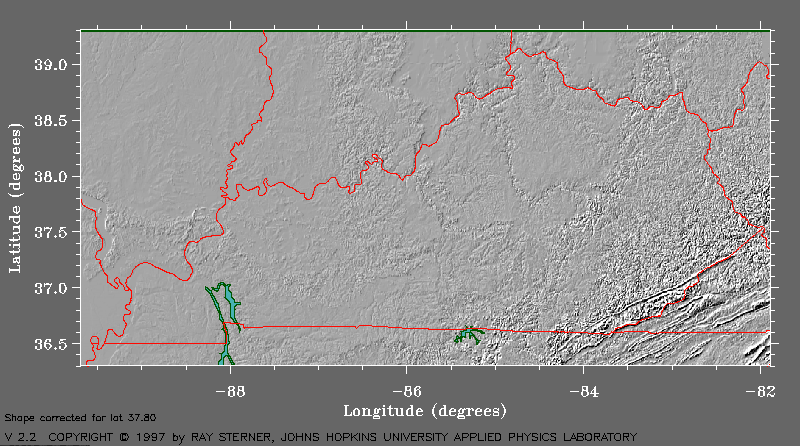 39.0
38.5
38.0
37.5
37.0
36.5
Latitude (degrees)
−88 −86 −84 −82
Longitude (degrees)
Shape corrected for lat 37.80
V 2.2 COPYRIGHT © 1997 by RAY STERNER, JOHNS HOPKINS UNIVERSITY APPLIED PHYSICS LABORATORY